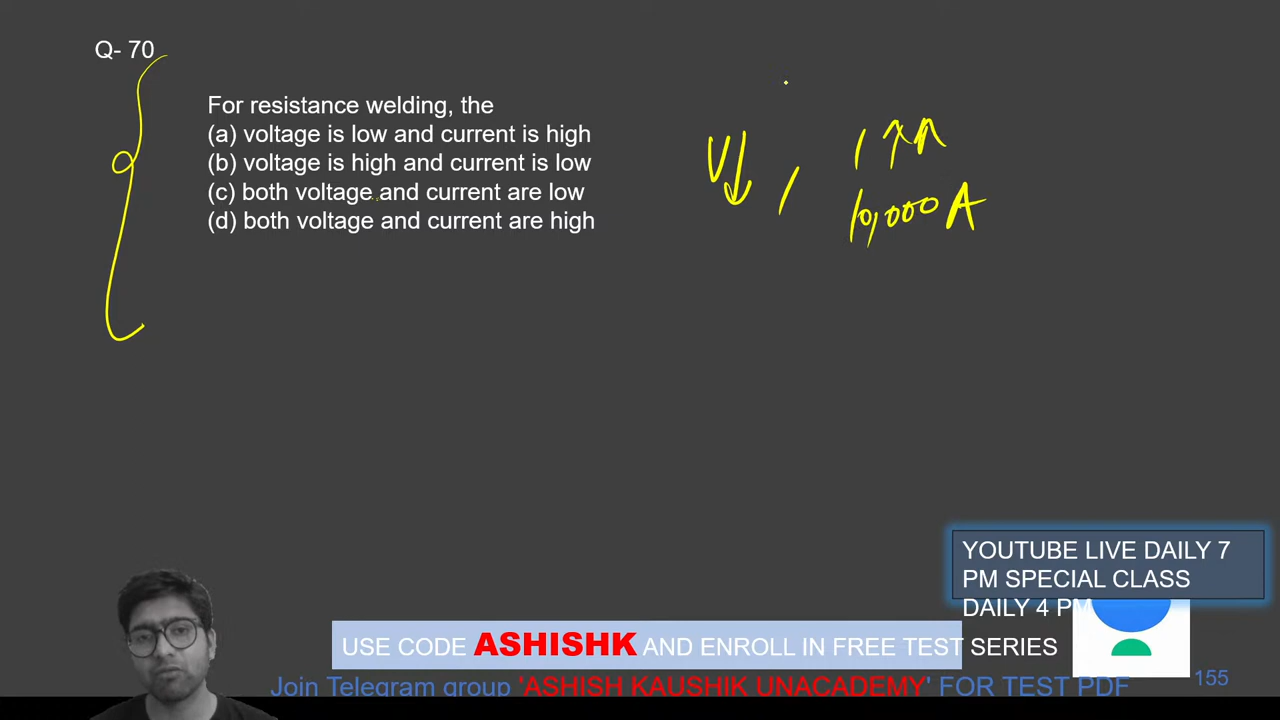 Q- 70
For resistance welding, the
(a) voltage is low and current is high
(b) voltage is high and current is low
(c) both voltage and current are low
(d) both voltage and current are high
V↓ , I ↑↑
10,000 A
YOUTUBE LIVE DAILY 7
PM SPECIAL CLASS
DAILY 4 PM
USE CODE ASHISHK AND ENROLL IN FREE TEST SERIES
Join Telegram group 'ASHISH KAUSHIK UNACADEMY' FOR TEST PDF
155